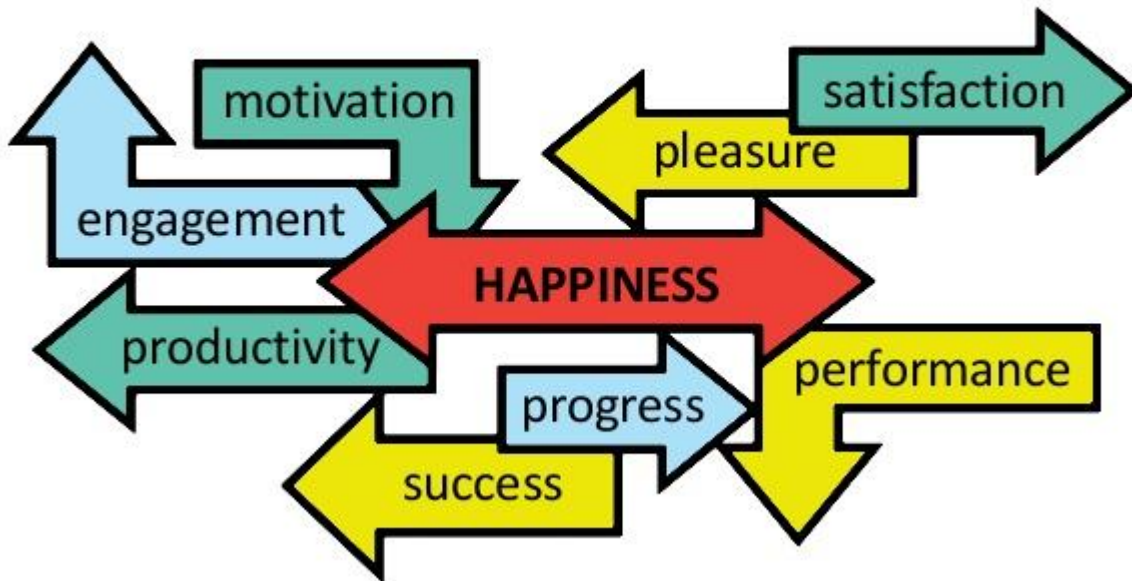 satisfaction
motivation
pleasure
engagement
HAPPINESS
productivity
performance
progress
success